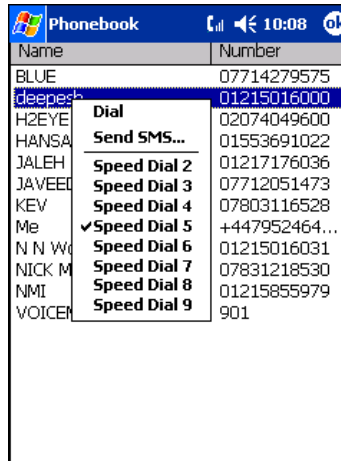 Phonebook 10:08 ok
Name Number
BLUE 07714279575
deepesh 01215016000
H2EYE 02074049600
HANSA 01553691022
JALEH 01217176036
JAVEED 07712051473
KEV 07803116528
Me +447952464...
N N 01215016031
NICK 07831218530
NMI 01215855979
901
Dial
Send SMS...
Speed Dial 2
Speed Dial 3
Speed Dial 4
✓Speed Dial 5
Speed Dial 6
Speed Dial 7
Speed Dial 8
Speed Dial 9